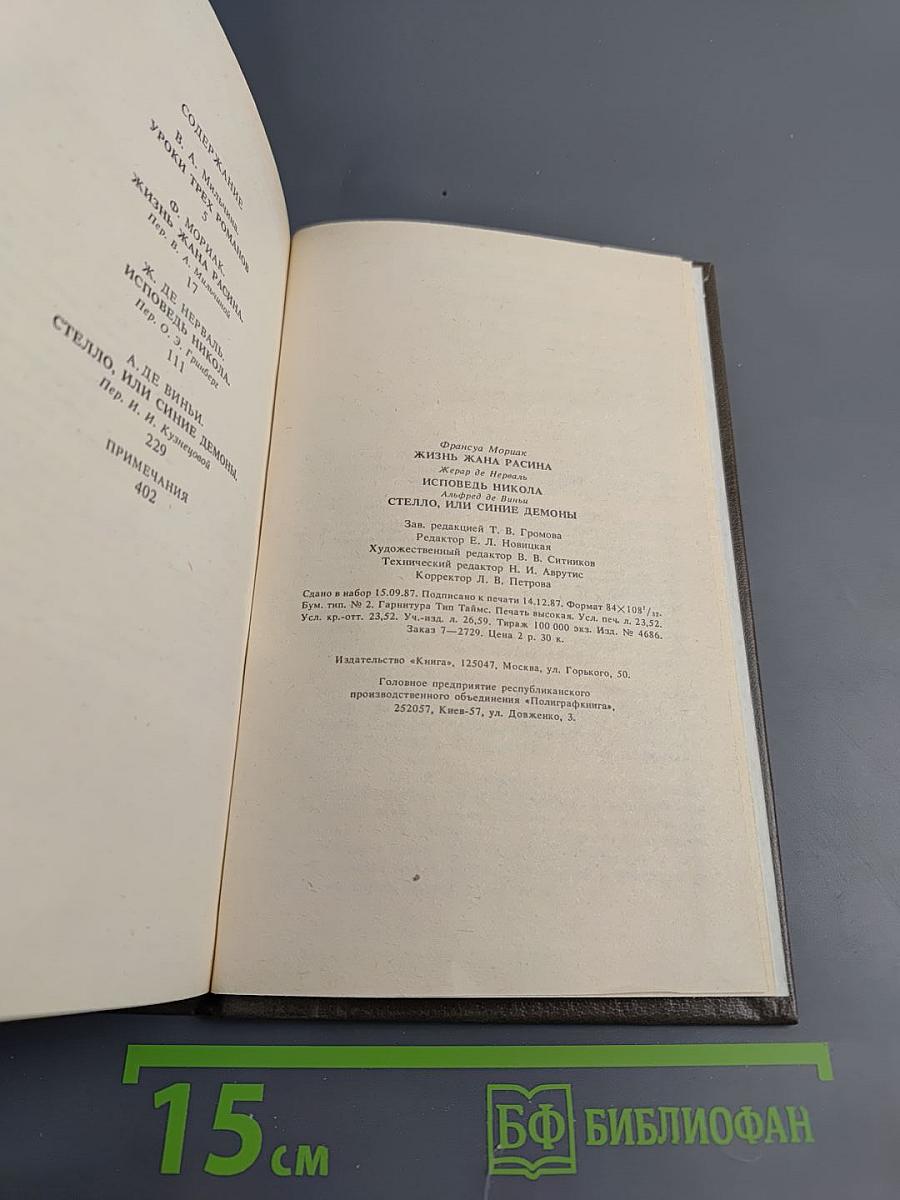 СОДЕРЖАНИЕ
В. А. Мильчина.
УРОКИ ТРЕХ РОМАНОВ
5
Ф. МОРИАК.
ЖИЗНЬ ЖАНА РАСИНА.
Пер. В. А. Мильчиной
17
Ж. ДЕ НЕРВАЛЬ.
ИСПОВЕДЬ НИКОЛА.
Пер. О. Э. Гринберг
111
А. ДЕ ВИНЬИ.
СТЕЛЛО, ИЛИ СИНИЕ ДЕМОНЫ.
Пер. И. И. Кузнецовой
229
ПРИМЕЧАНИЯ
402
Франсуа Мориак
ЖИЗНЬ ЖАНА РАСИНА
Жерар де Нерваль
ИСПОВЕДЬ НИКОЛА
Альфред де Виньи
СТЕЛЛО, ИЛИ СИНИЕ ДЕМОНЫ
Зав. редакцией Т. В. Громова
Редактор Е. Л. Новицкая
Художественный редактор В. В. Ситников
Технический редактор Н. И. Аврутис
Корректор Л. В. Петрова
Сдано в набор 15.09.87. Подписано к печати 14.12.87. Формат 84×108¹/₃₂.
Бум. тип. № 2. Гарнитура Тип Таймс. Печать высокая. Усл. печ. л. 23,52.
Усл. кр.-отт. 23,52. Уч.-изд. л. 26,59. Тираж 100 000 экз. Изд. № 4686.
Заказ 7—2729. Цена 2 р. 30 к.
Издательство «Книга», 125047, Москва, ул. Горького, 50.
Головное предприятие республиканского
производственного объединения «Полиграфкнига»,
252057, Киев-57, ул. Довженко, 3.
15 см
БФ БИБЛИОФАН